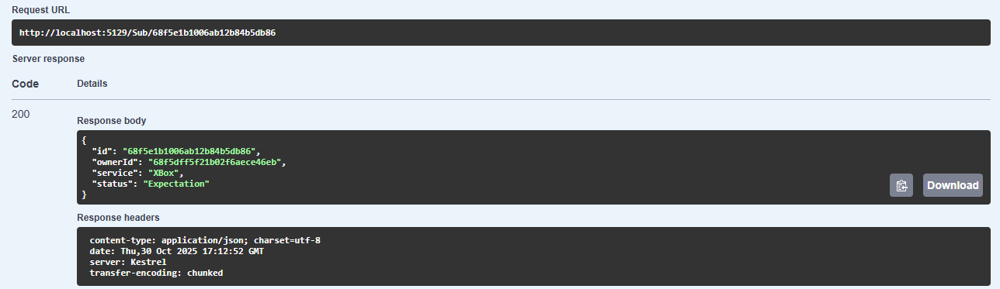 Request URL
http://localhost:5129/Sub/68f5e1b1006ab12b84b5db86
Server response
Code Details
200
Response body
{
  "id": "68f5e1b1006ab12b84b5db86",
  "ownerId": "68f5dff5f21b02f6aece46eb",
  "service": "XBox",
  "status": "Expectation"
}
Download
Response headers
content-type: application/json; charset=utf-8
date: Thu,30 Oct 2025 17:12:52 GMT
server: Kestrel
transfer-encoding: chunked